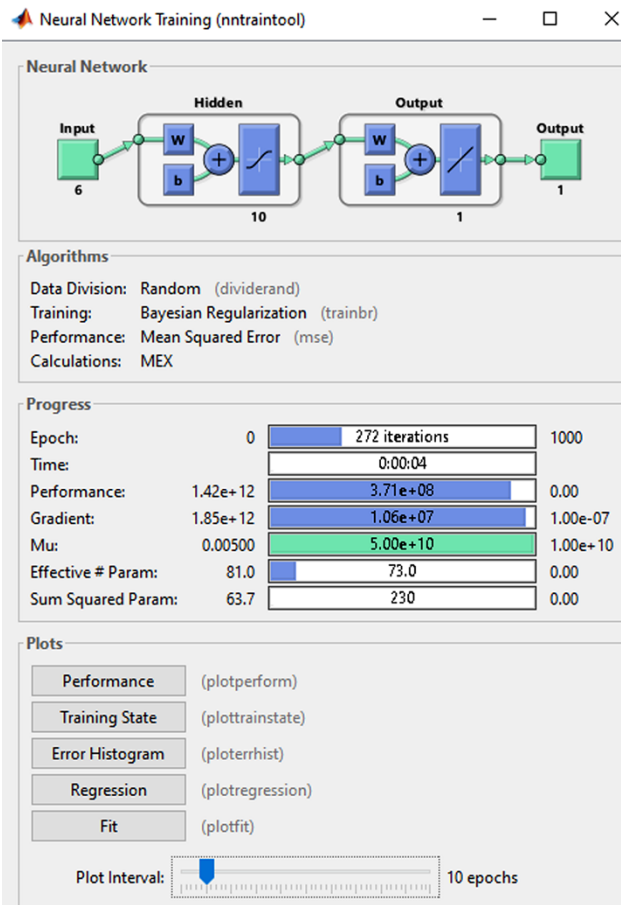 Neural Network Training (nntraintool)
Neural Network
Hidden Output
Input W b W b Output
6 10 1 1
Algorithms
Data Division: Random (dividerand)
Training: Bayesian Regularization (trainbr)
Performance: Mean Squared Error (mse)
Calculations: MEX
Progress
Epoch: 0 272 iterations 1000
Time: 0:00:04
Performance: 1.42e+12 3.71e+08 0.00
Gradient: 1.85e+12 1.06e+07 1.00e-07
Mu: 0.00500 5.00e+10 1.00e+10
Effective # Param: 81.0 73.0 0.00
Sum Squared Param: 63.7 230 0.00
Plots
Performance (plotperform)
Training State (plottrainstate)
Error Histogram (ploterrhist)
Regression (plotregression)
Fit (plotfit)
Plot Interval: 10 epochs